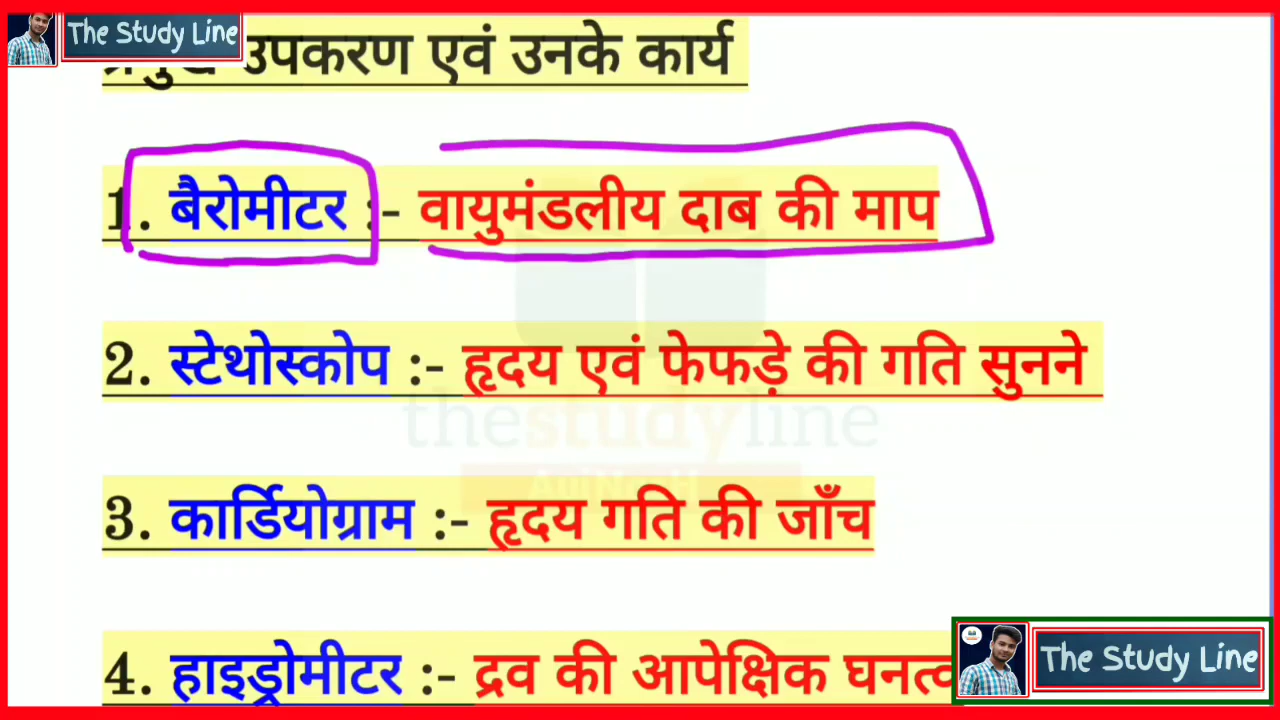 The Study Line
उपकरण एवं उनके कार्य
1. बैरोमीटर :- वायुमंडलीय दाब की माप
2. स्टेथोस्कोप :- हृदय एवं फेफड़े की गति सुनने
thestudyline
3. कार्डियोग्राम :- हृदय गति की जाँच
4. हाइड्रोमीटर :- द्रव की आपेक्षिक घनत्व
The Study Line